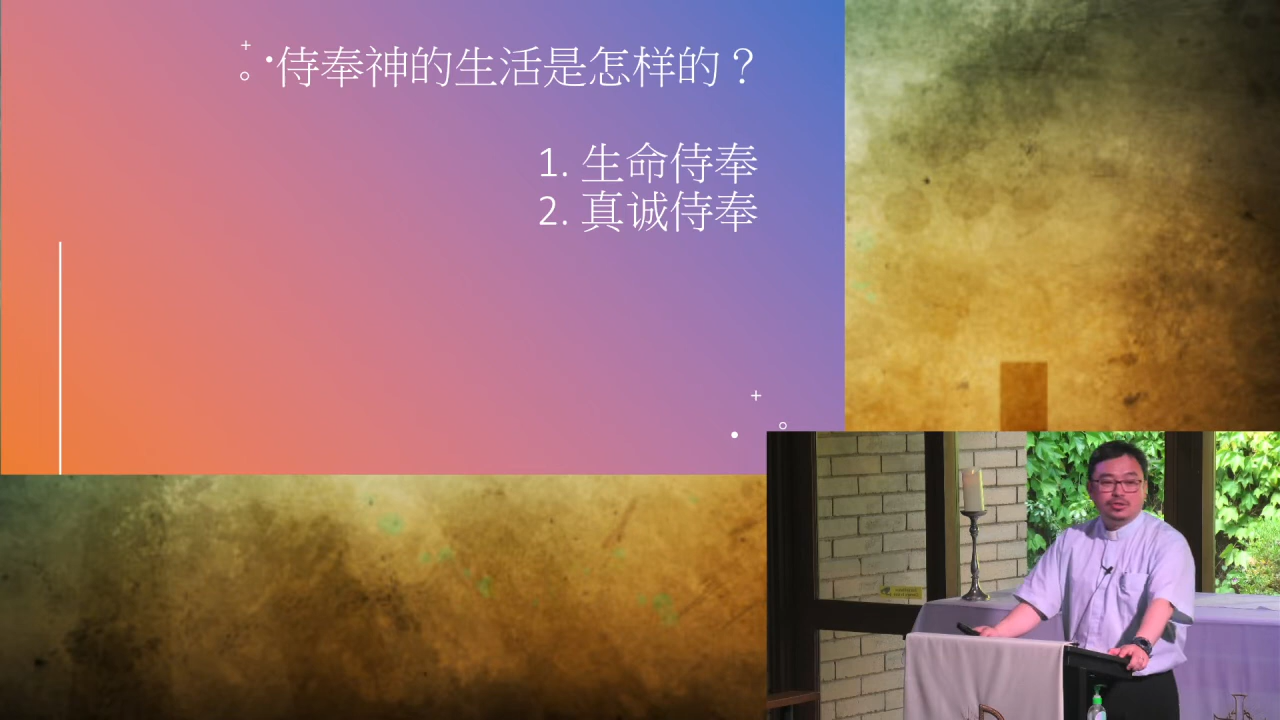 侍奉神的生活是怎样的？
1. 生命侍奉
2. 真诚侍奉